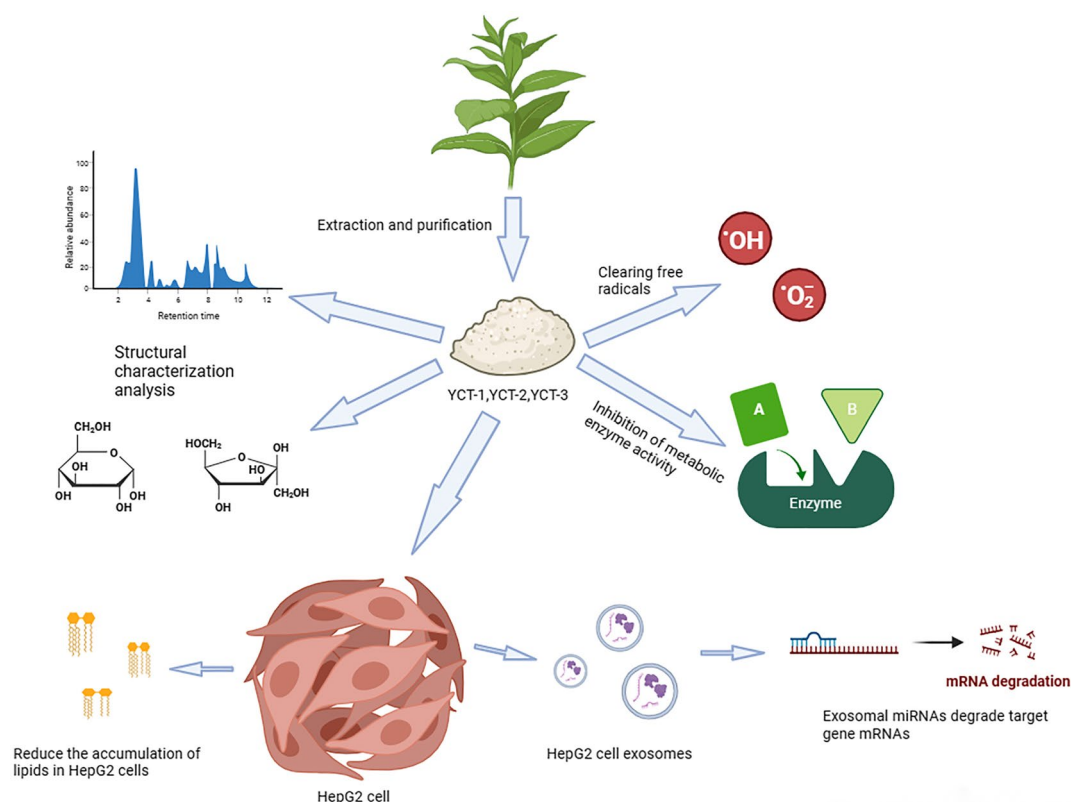 Extraction and purification
100
80
60
40
20
0
Relative abundance
2 4 6 8 10 12
Retention time
Structural
characterization
analysis
CH₂OH
O
OH
OH
OH
OH
HOCH₂
O
OH
HO
CH₂OH
OH
YCT-1,YCT-2,YCT-3
Clearing free
radicals
•OH
•O₂⁻
Inhibition of metabolic
enzyme activity
A
B
Enzyme
Reduce the accumulation of
lipids in HepG2 cells
HepG2 cell
HepG2 cell exosomes
mRNA degradation
Exosomal miRNAs degrade target
gene mRNAs